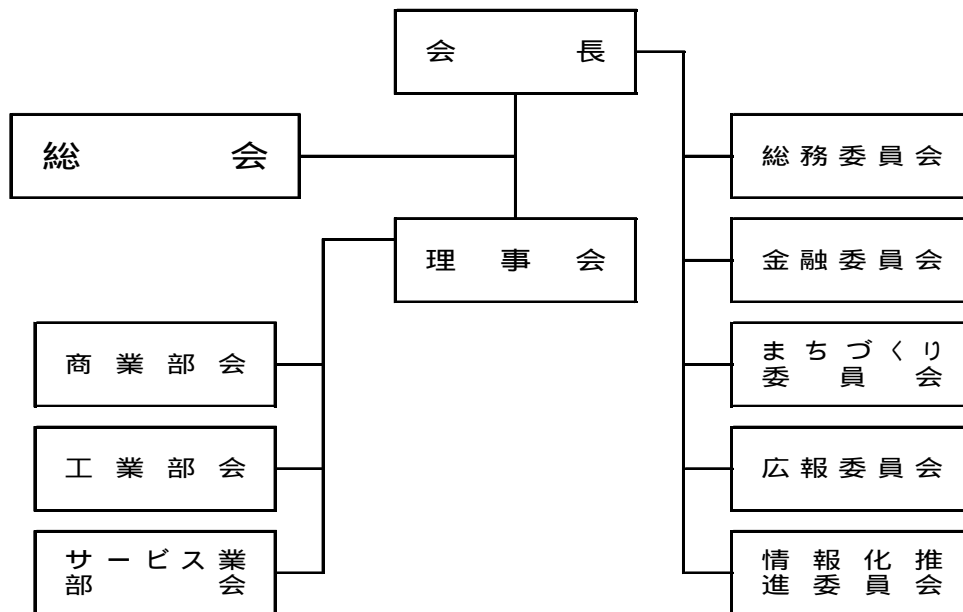 会長
総会
総務委員会
理事会
金融委員会
商業部会
まちづくり
委員会
工業部会
広報委員会
サービス業
部会
情報化推
進委員会